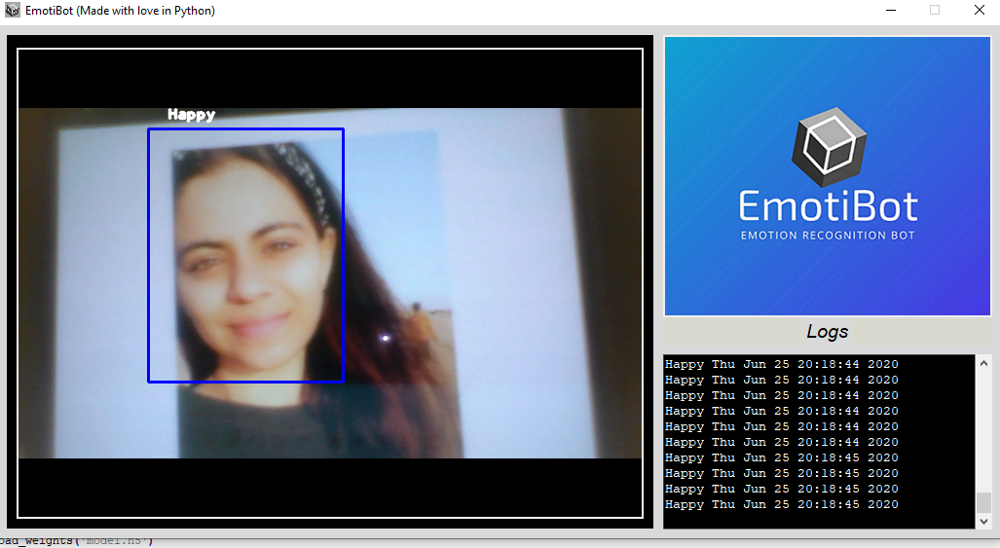 EmotiBot (Made with love in Python)
Happy
EmotiBot
EMOTION RECOGNITION BOT
Logs
Happy Thu Jun 25 20:18:44 2020
Happy Thu Jun 25 20:18:44 2020
Happy Thu Jun 25 20:18:44 2020
Happy Thu Jun 25 20:18:44 2020
Happy Thu Jun 25 20:18:44 2020
Happy Thu Jun 25 20:18:44 2020
Happy Thu Jun 25 20:18:45 2020
Happy Thu Jun 25 20:18:45 2020
Happy Thu Jun 25 20:18:45 2020
Happy Thu Jun 25 20:18:45 2020
oad_weights('model.h5')